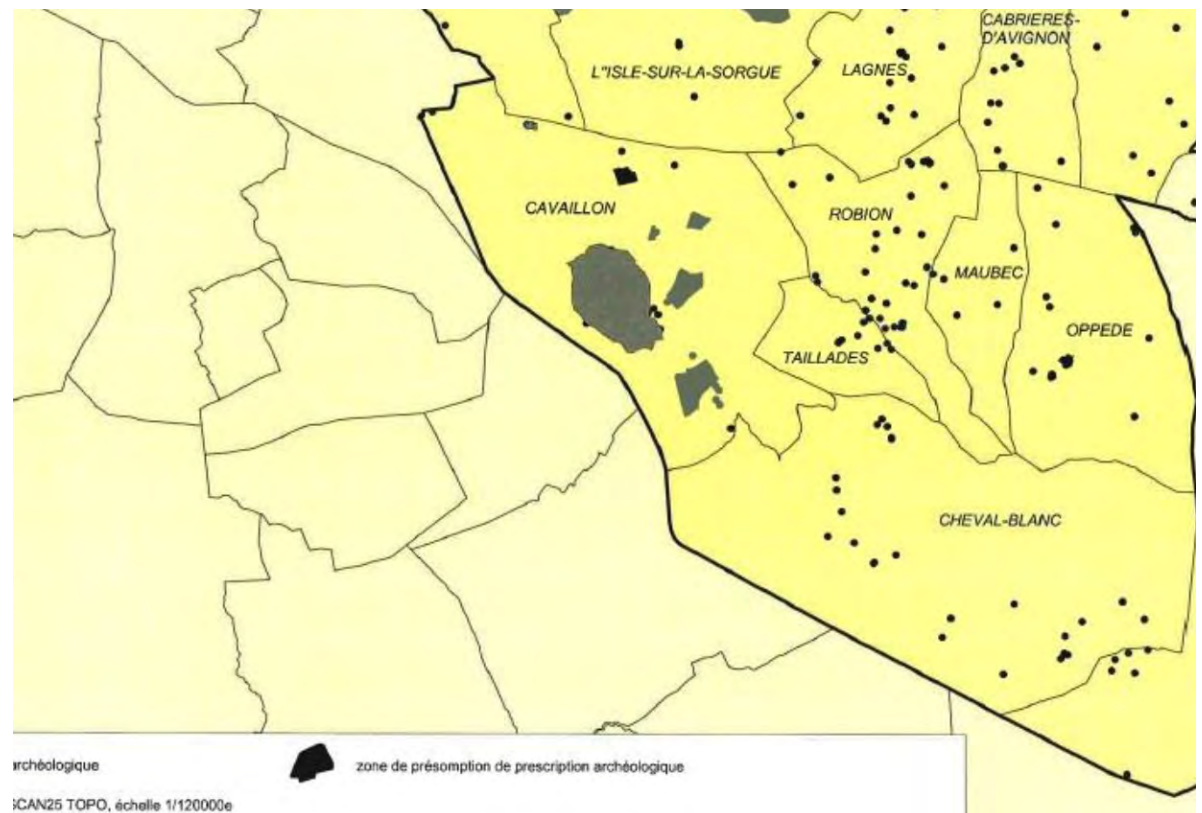 CABRIERES-
D'AVIGNON
L"ISLE-SUR-LA-SORGUE
LAGNES
CAVAILLON
ROBION
MAUBEC
OPPEDE
TAILLADES
CHEVAL-BLANC
archéologique
zone de présomption de prescription archéologique
SCAN25 TOPO, échelle 1/120000e